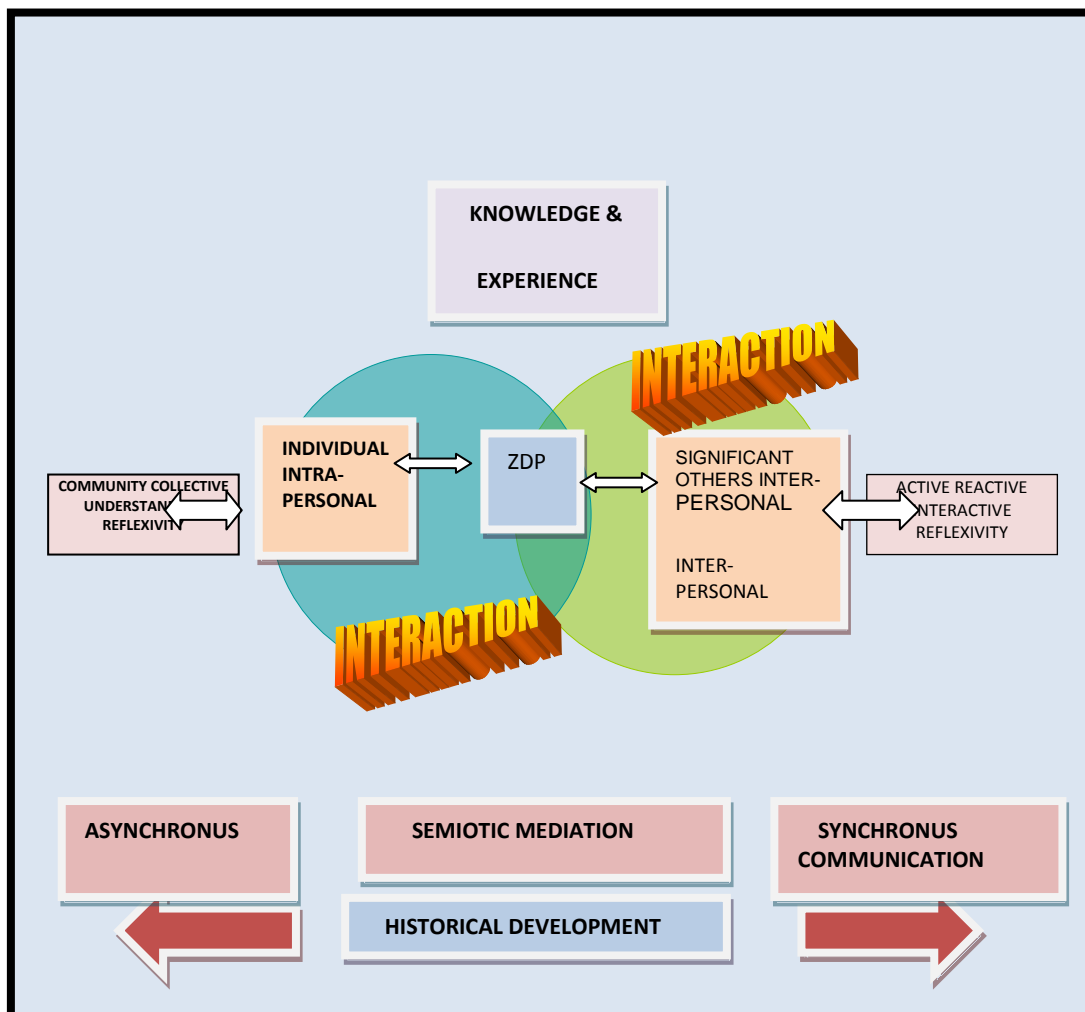 KNOWLEDGE &
EXPERIENCE
INTERACTION
INDIVIDUAL
INTRA-
PERSONAL
ZDP
SIGNIFICANT
OTHERS INTER-
PERSONAL
INTER-
PERSONAL
COMMUNITY COLLECTIVE
REFLEXIVITY
ACTIVE REACTIVE
INTERACTIVE
REFLEXIVITY
INTERACTION
ASYNCHRONUS
SEMIOTIC MEDIATION
SYNCHRONUS
COMMUNICATION
HISTORICAL DEVELOPMENT